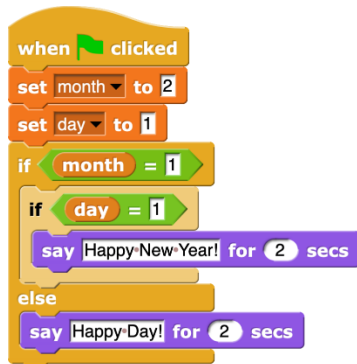 when clicked
set month to 2
set day to 1
if month = 1
if day = 1
say Happy New Year! for 2 secs
else
say Happy Day! for 2 secs